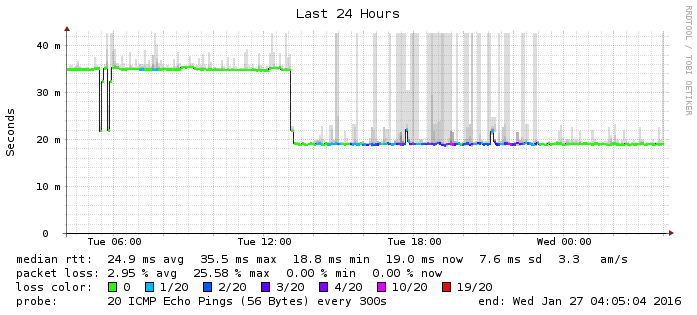 Last 24 Hours
RRDTOOL / TOBI OETIKER
Seconds
40 m
30 m
20 m
10 m
0
Tue 06:00 Tue 12:00 Tue 18:00 Wed 00:00
median rtt: 24.9 ms avg 35.5 ms max 18.8 ms min 19.0 ms now 7.6 ms sd 3.3 am/s
packet loss: 2.95 % avg 25.58 % max 0.00 % min 0.00 % now
loss color: 0 1/20 2/20 3/20 4/20 10/20 19/20
probe: 20 ICMP Echo Pings (56 Bytes) every 300s end: Wed Jan 27 04:05:04 2016